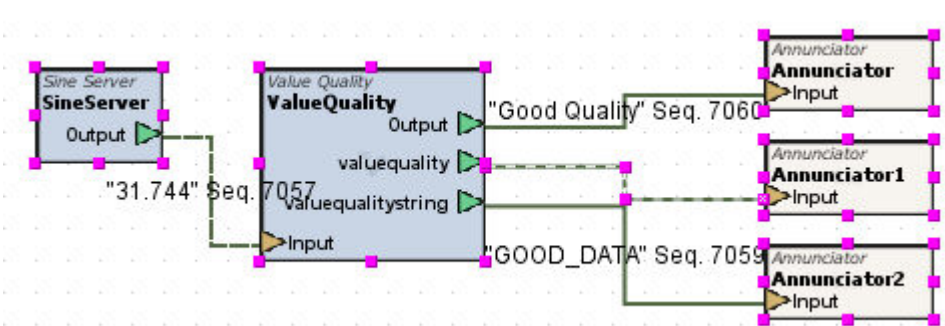 Sine Server
SineServer
Output
"31.744" Seq. 7057
Value Quality
ValueQuality
Output
valuequality
valuequalitystring
Input
"Good Quality" Seq. 7060
"GOOD_DATA" Seq. 7059
Annunciator
Annunciator
Input
Annunciator
Annunciator1
Input
Annunciator
Annunciator2
Input